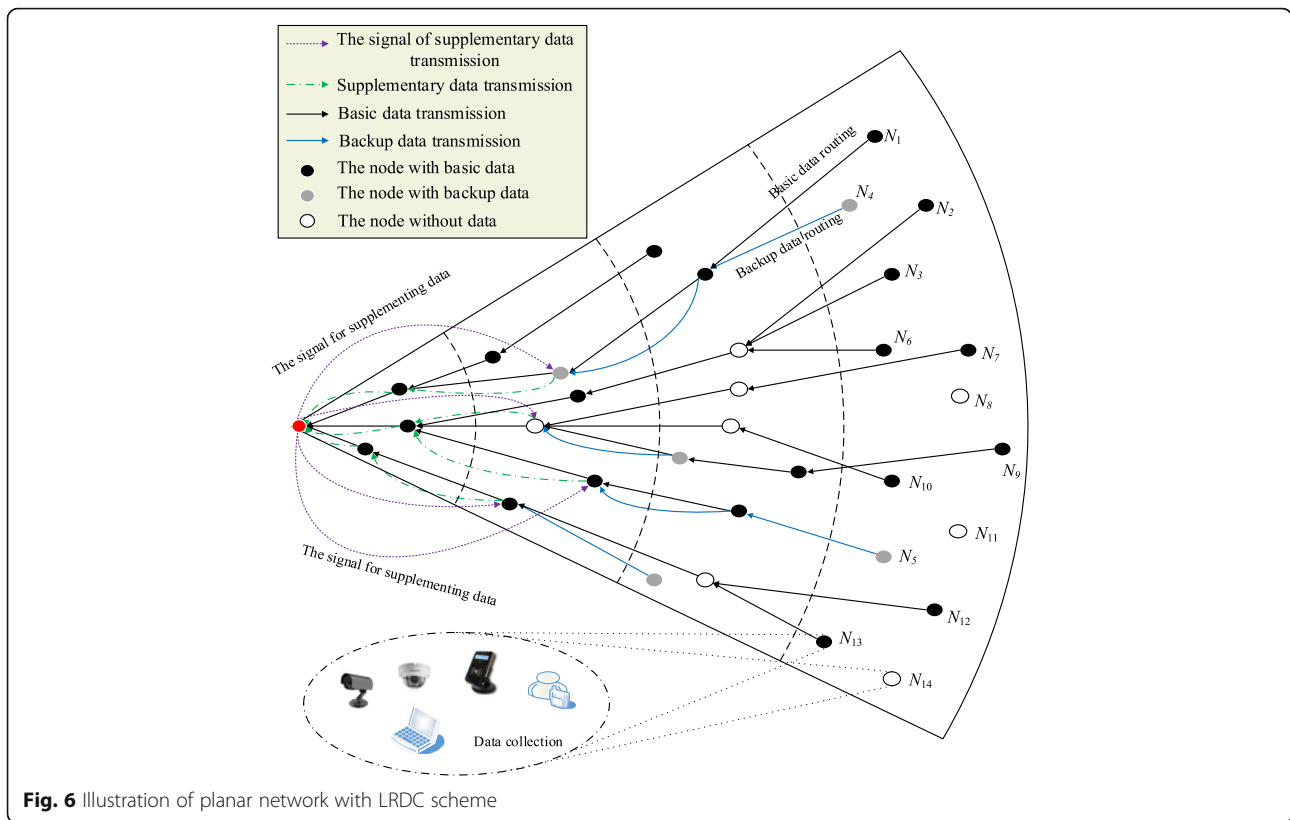 The signal of supplementary data
transmission
Supplementary data transmission
Basic data transmission
Backup data transmission
The node with basic data
The node with backup data
The node without data
Basic data routing
N1
N4
N2
Backup data routing
N3
The signal for supplementing data
N6
N7
N8
N9
N10
N11
N5
The signal for supplementing data
N12
N13
N14
Data collection
Fig. 6 Illustration of planar network with LRDC scheme